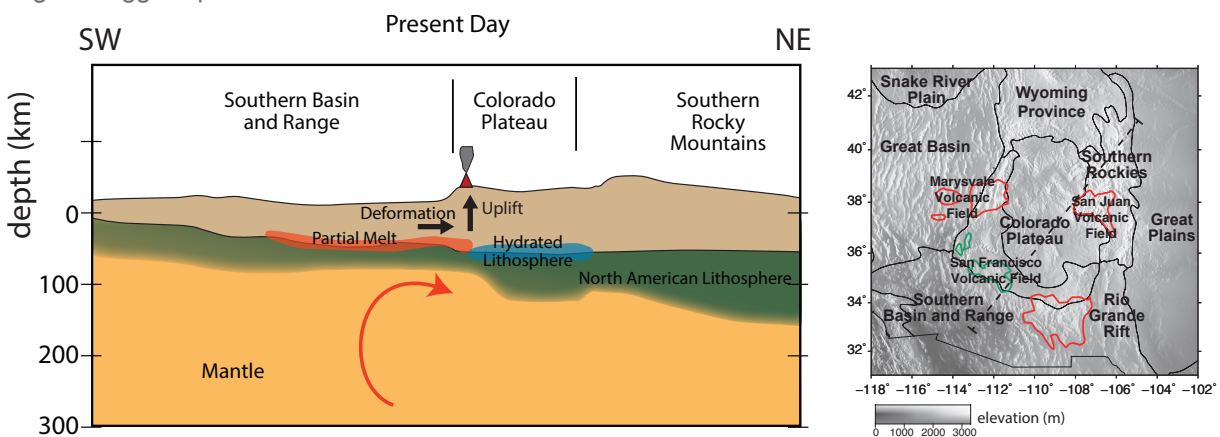 Present Day
SW
NE
Southern Basin
and Range
Colorado
Plateau
Southern
Rocky
Mountains
depth (km)
0
100
200
300
Deformation
Uplift
Partial Melt
Hydrated
Lithosphere
North American Lithosphere
Mantle
42°
40°
38°
36°
34°
32°
Snake River
Plain
Wyoming
Province
Great Basin
Southern
Rockies
Marysvale
Volcanic
Field
San Juan
Volcanic
Field
Colorado
Plateau
Great
Plains
San Francisco
Volcanic Field
Southern
Basin and Range
Rio
Grande
Rift
−118° −116° −114° −112° −110° −108° −106° −104° −102°
elevation (m)
0 1000 2000 3000